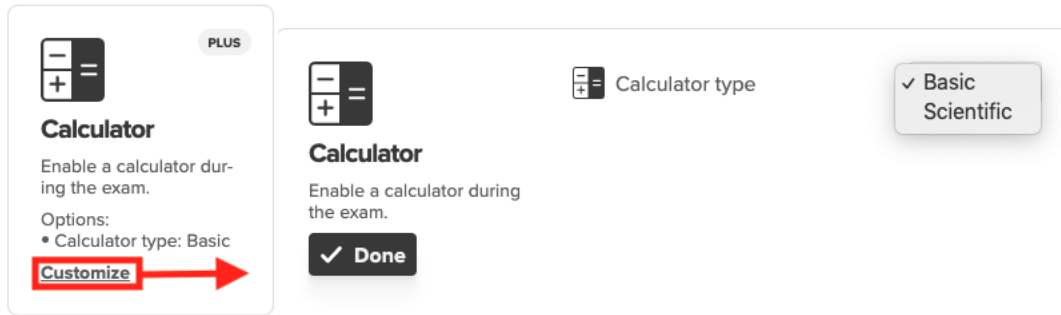 PLUS
Calculator
Enable a calculator dur-
ing the exam.
Options:
• Calculator type: Basic
Customize
Calculator
Enable a calculator during
the exam.
✓ Done
Calculator type
✓ Basic
Scientific